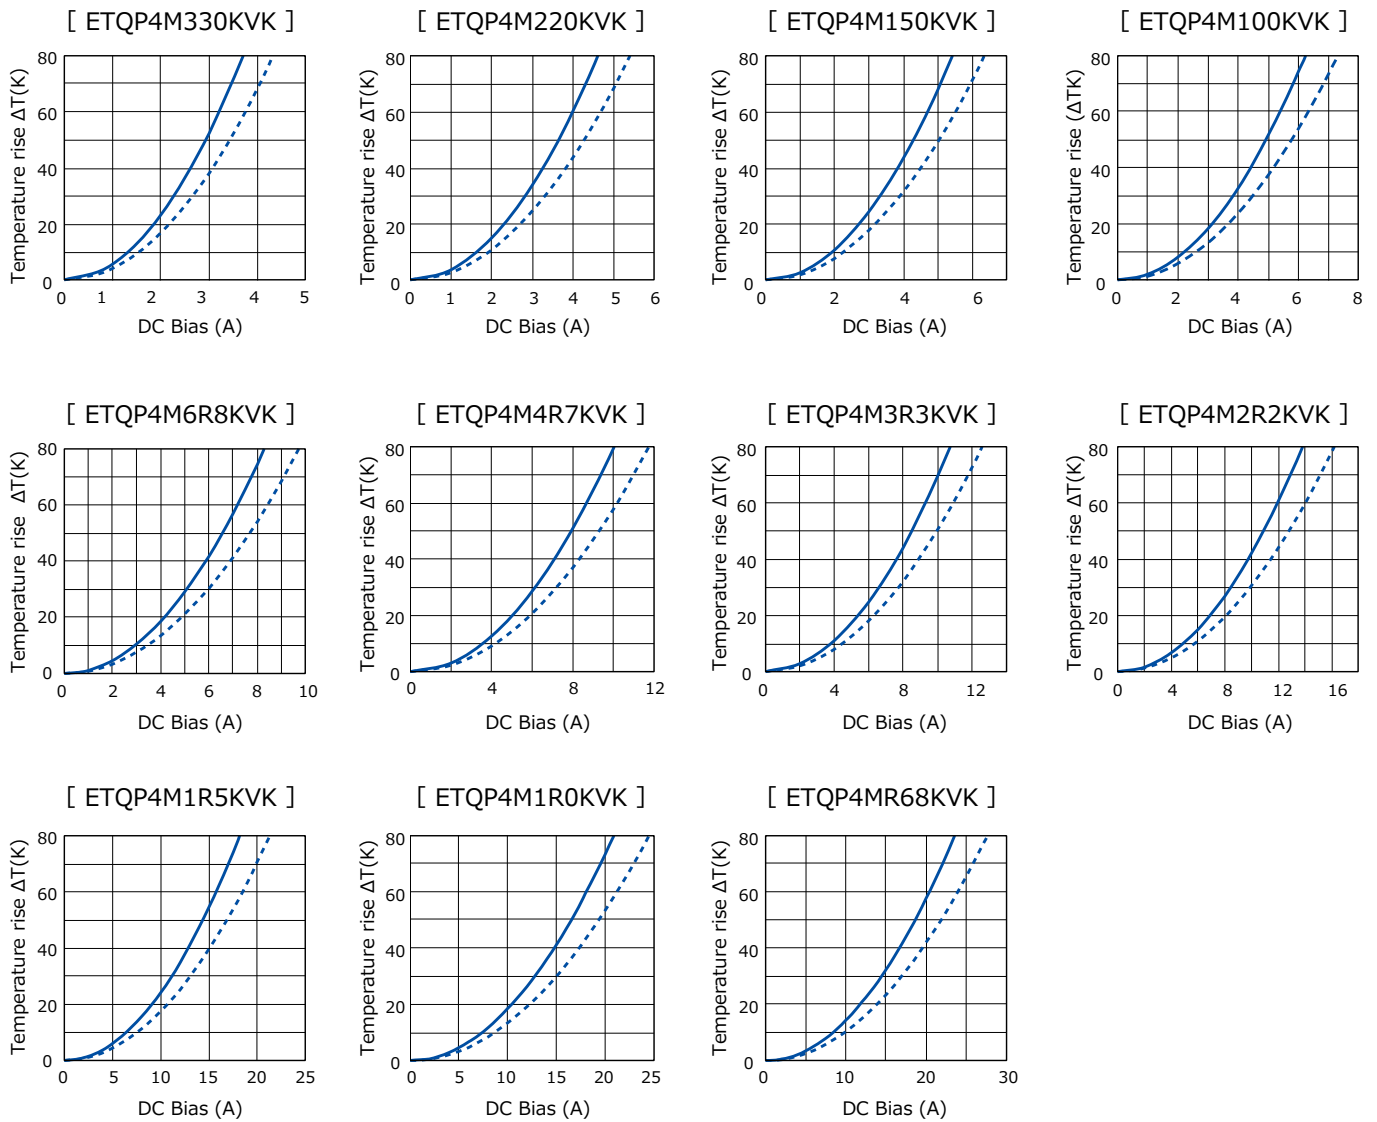 [ ETQP4M330KVK ]
Temperature rise ΔT(K)
80
60
40
20
0
0 1 2 3 4 5
DC Bias (A)
[ ETQP4M220KVK ]
Temperature rise ΔT(K)
80
60
40
20
0
0 1 2 3 4 5 6
DC Bias (A)
[ ETQP4M150KVK ]
Temperature rise ΔT(K)
80
60
40
20
0
0 2 4 6
DC Bias (A)
[ ETQP4M100KVK ]
Temperature rise (ΔTK)
80
60
40
20
0
0 2 4 6 8
DC Bias (A)
[ ETQP4M6R8KVK ]
Temperature rise ΔT(K)
80
60
40
20
0
0 2 4 6 8 10
DC Bias (A)
[ ETQP4M4R7KVK ]
Temperature rise ΔT(K)
80
60
40
20
0
0 4 8 12
DC Bias (A)
[ ETQP4M3R3KVK ]
Temperature rise ΔT(K)
80
60
40
20
0
0 4 8 12
DC Bias (A)
[ ETQP4M2R2KVK ]
Temperature rise ΔT(K)
80
60
40
20
0
0 4 8 12 16
DC Bias (A)
[ ETQP4M1R5KVK ]
Temperature rise ΔT(K)
80
60
40
20
0
0 5 10 15 20 25
DC Bias (A)
[ ETQP4M1R0KVK ]
Temperature rise ΔT(K)
80
60
40
20
0
0 5 10 15 20 25
DC Bias (A)
[ ETQP4MR68KVK ]
Temperature rise ΔT(K)
80
60
40
20
0
0 10 20 30
DC Bias (A)